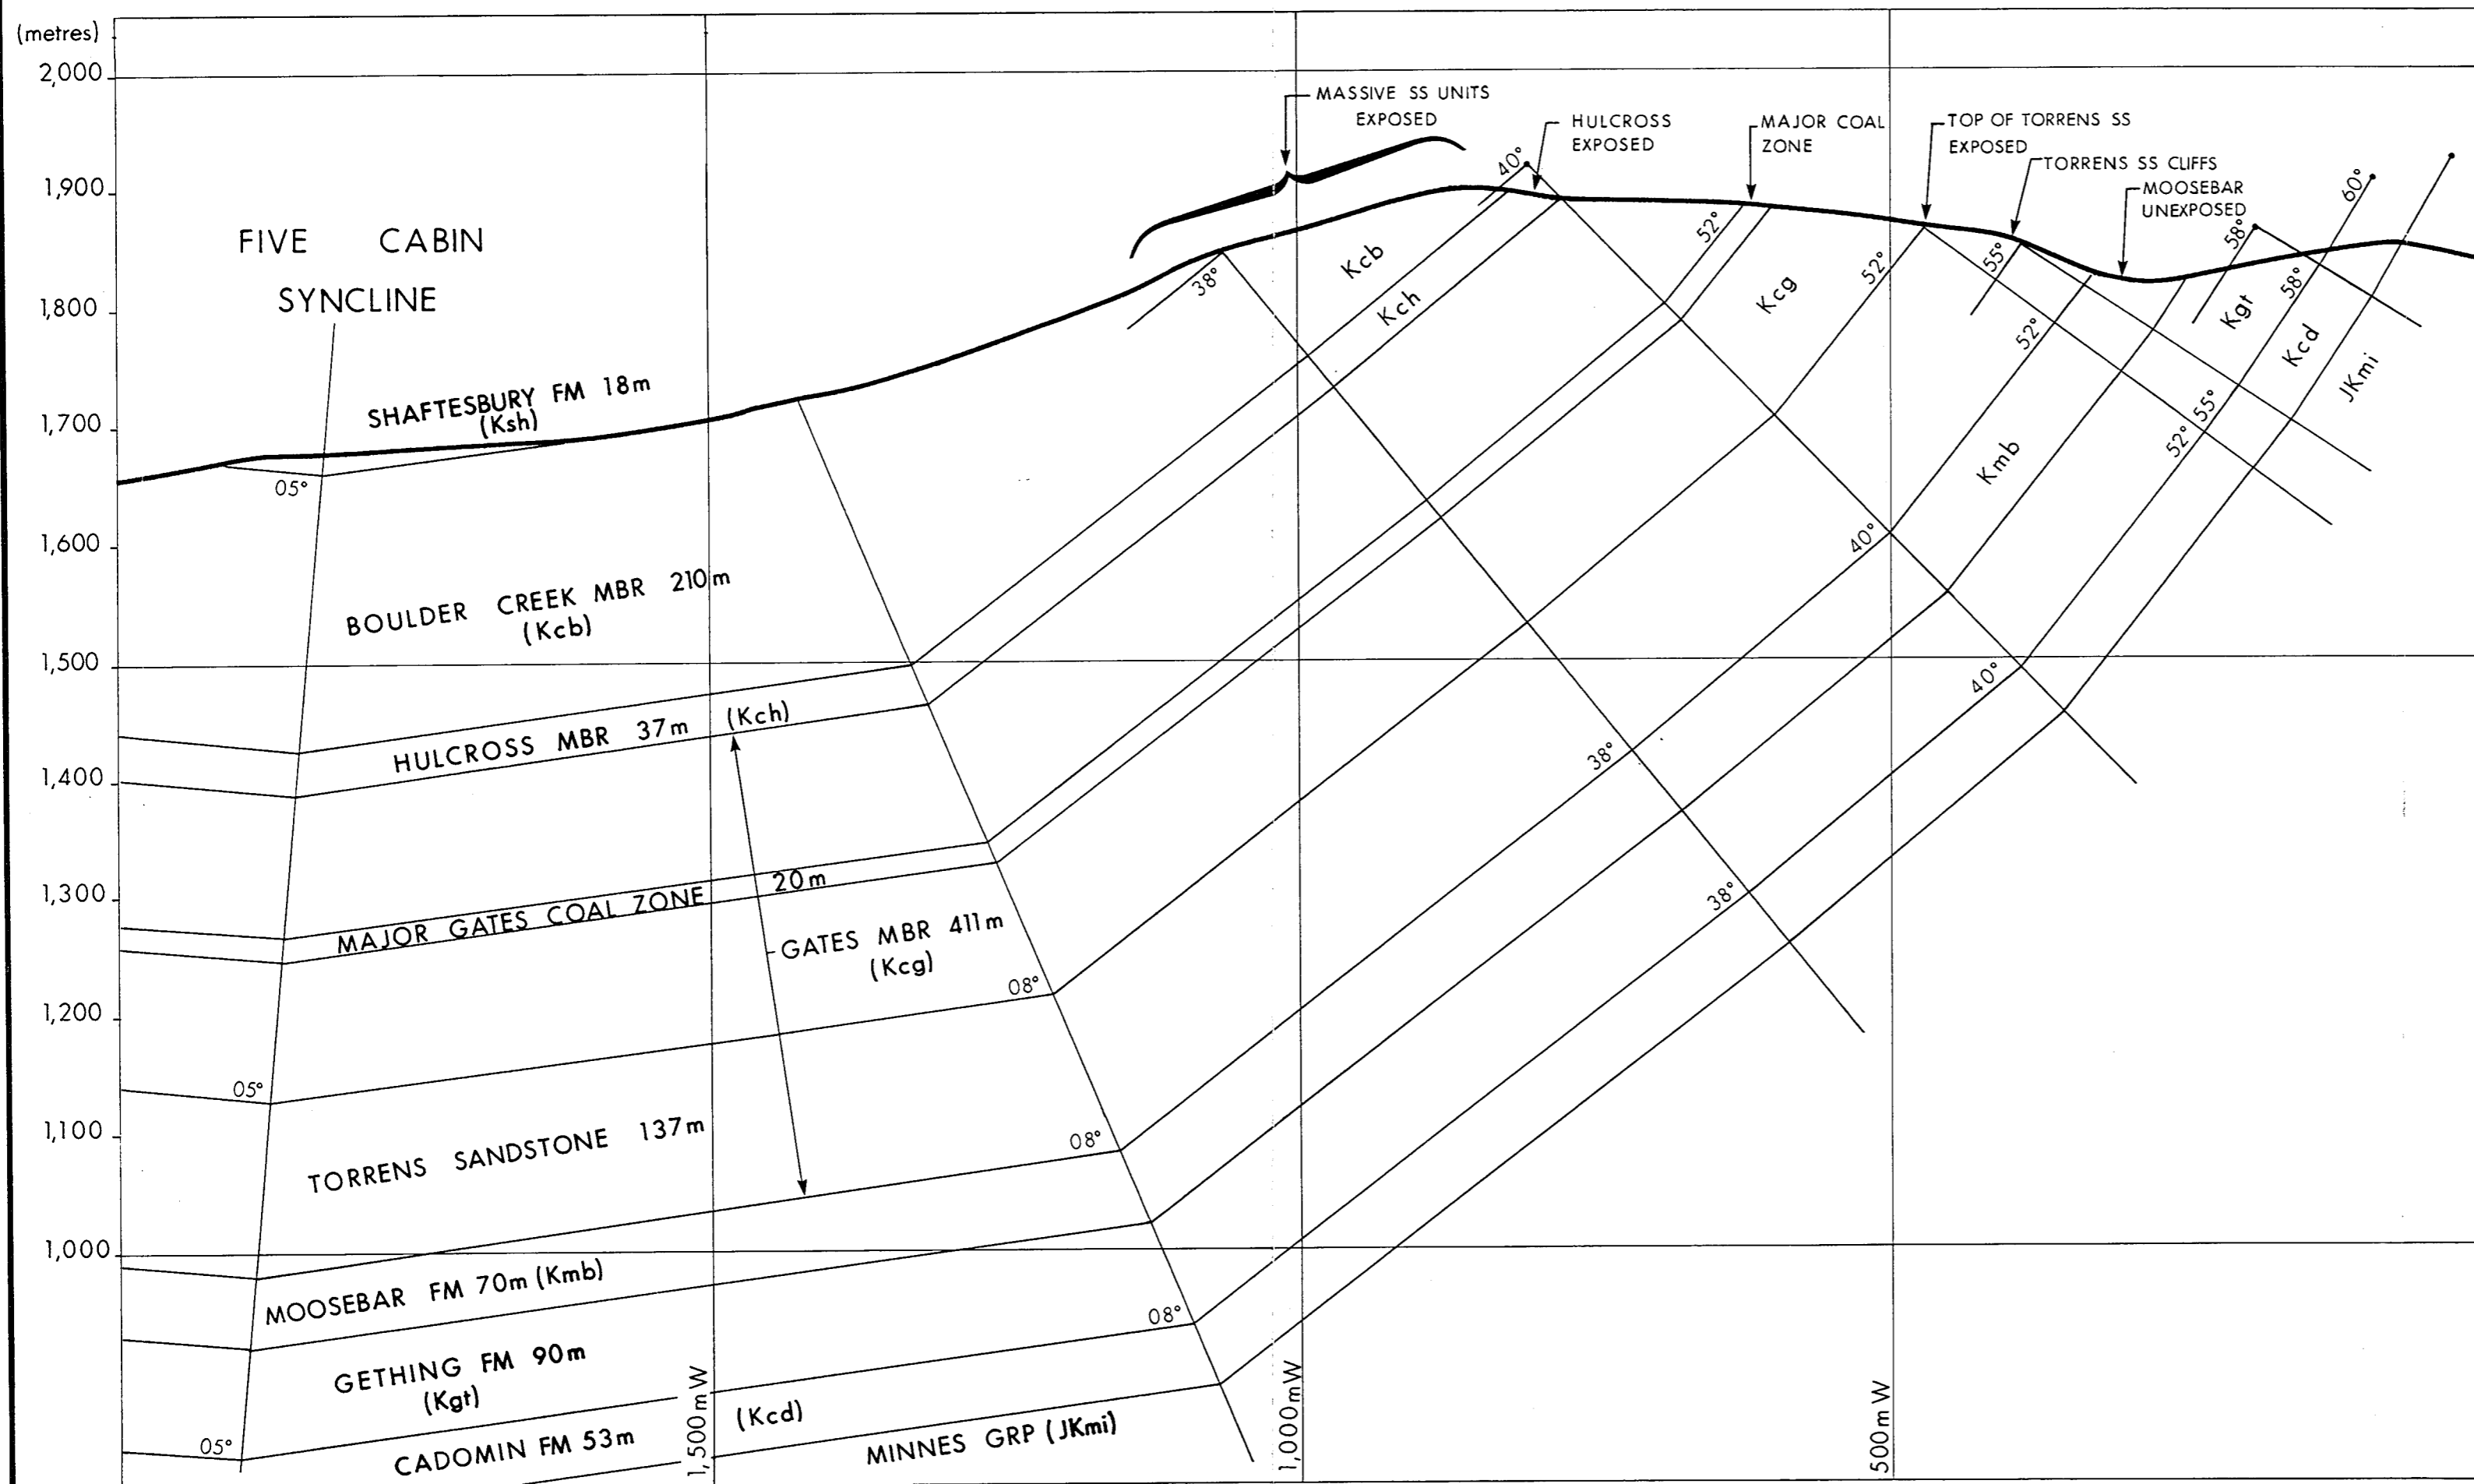 (metres)
2,000
1,900
1,800
1,700
1,600
1,500
1,400
1,300
1,200
1,100
1,000
FIVE CABIN
SYNCLINE
MASSIVE SS UNITS
EXPOSED
HULCROSS
EXPOSED
MAJOR COAL
ZONE
TOP OF TORRENS SS
EXPOSED
TORRENS SS CLIFFS
MOOSEBAR
UNEXPOSED
40°
38°
52°
52°
55°
52°
58°
60°
58°
55°
52°
40°
40°
38°
38°
Kcb
Kch
Kcg
Kmb
Kgt
Kcd
JKmi
SHAFTESBURY FM 18m
(Ksh)
05°
BOULDER CREEK MBR 210m
(Kcb)
HULCROSS MBR 37m (Kch)
MAJOR GATES COAL ZONE 20m
GATES MBR 411m
(Kcg)
08°
05°
TORRENS SANDSTONE 137m
08°
MOOSEBAR FM 70m (Kmb)
08°
GETHING FM 90m
(Kgt)
05°
CADOMIN FM 53m (Kcd)
MINNES GRP (JKmi)
1,500mW
1,000mW
500mW